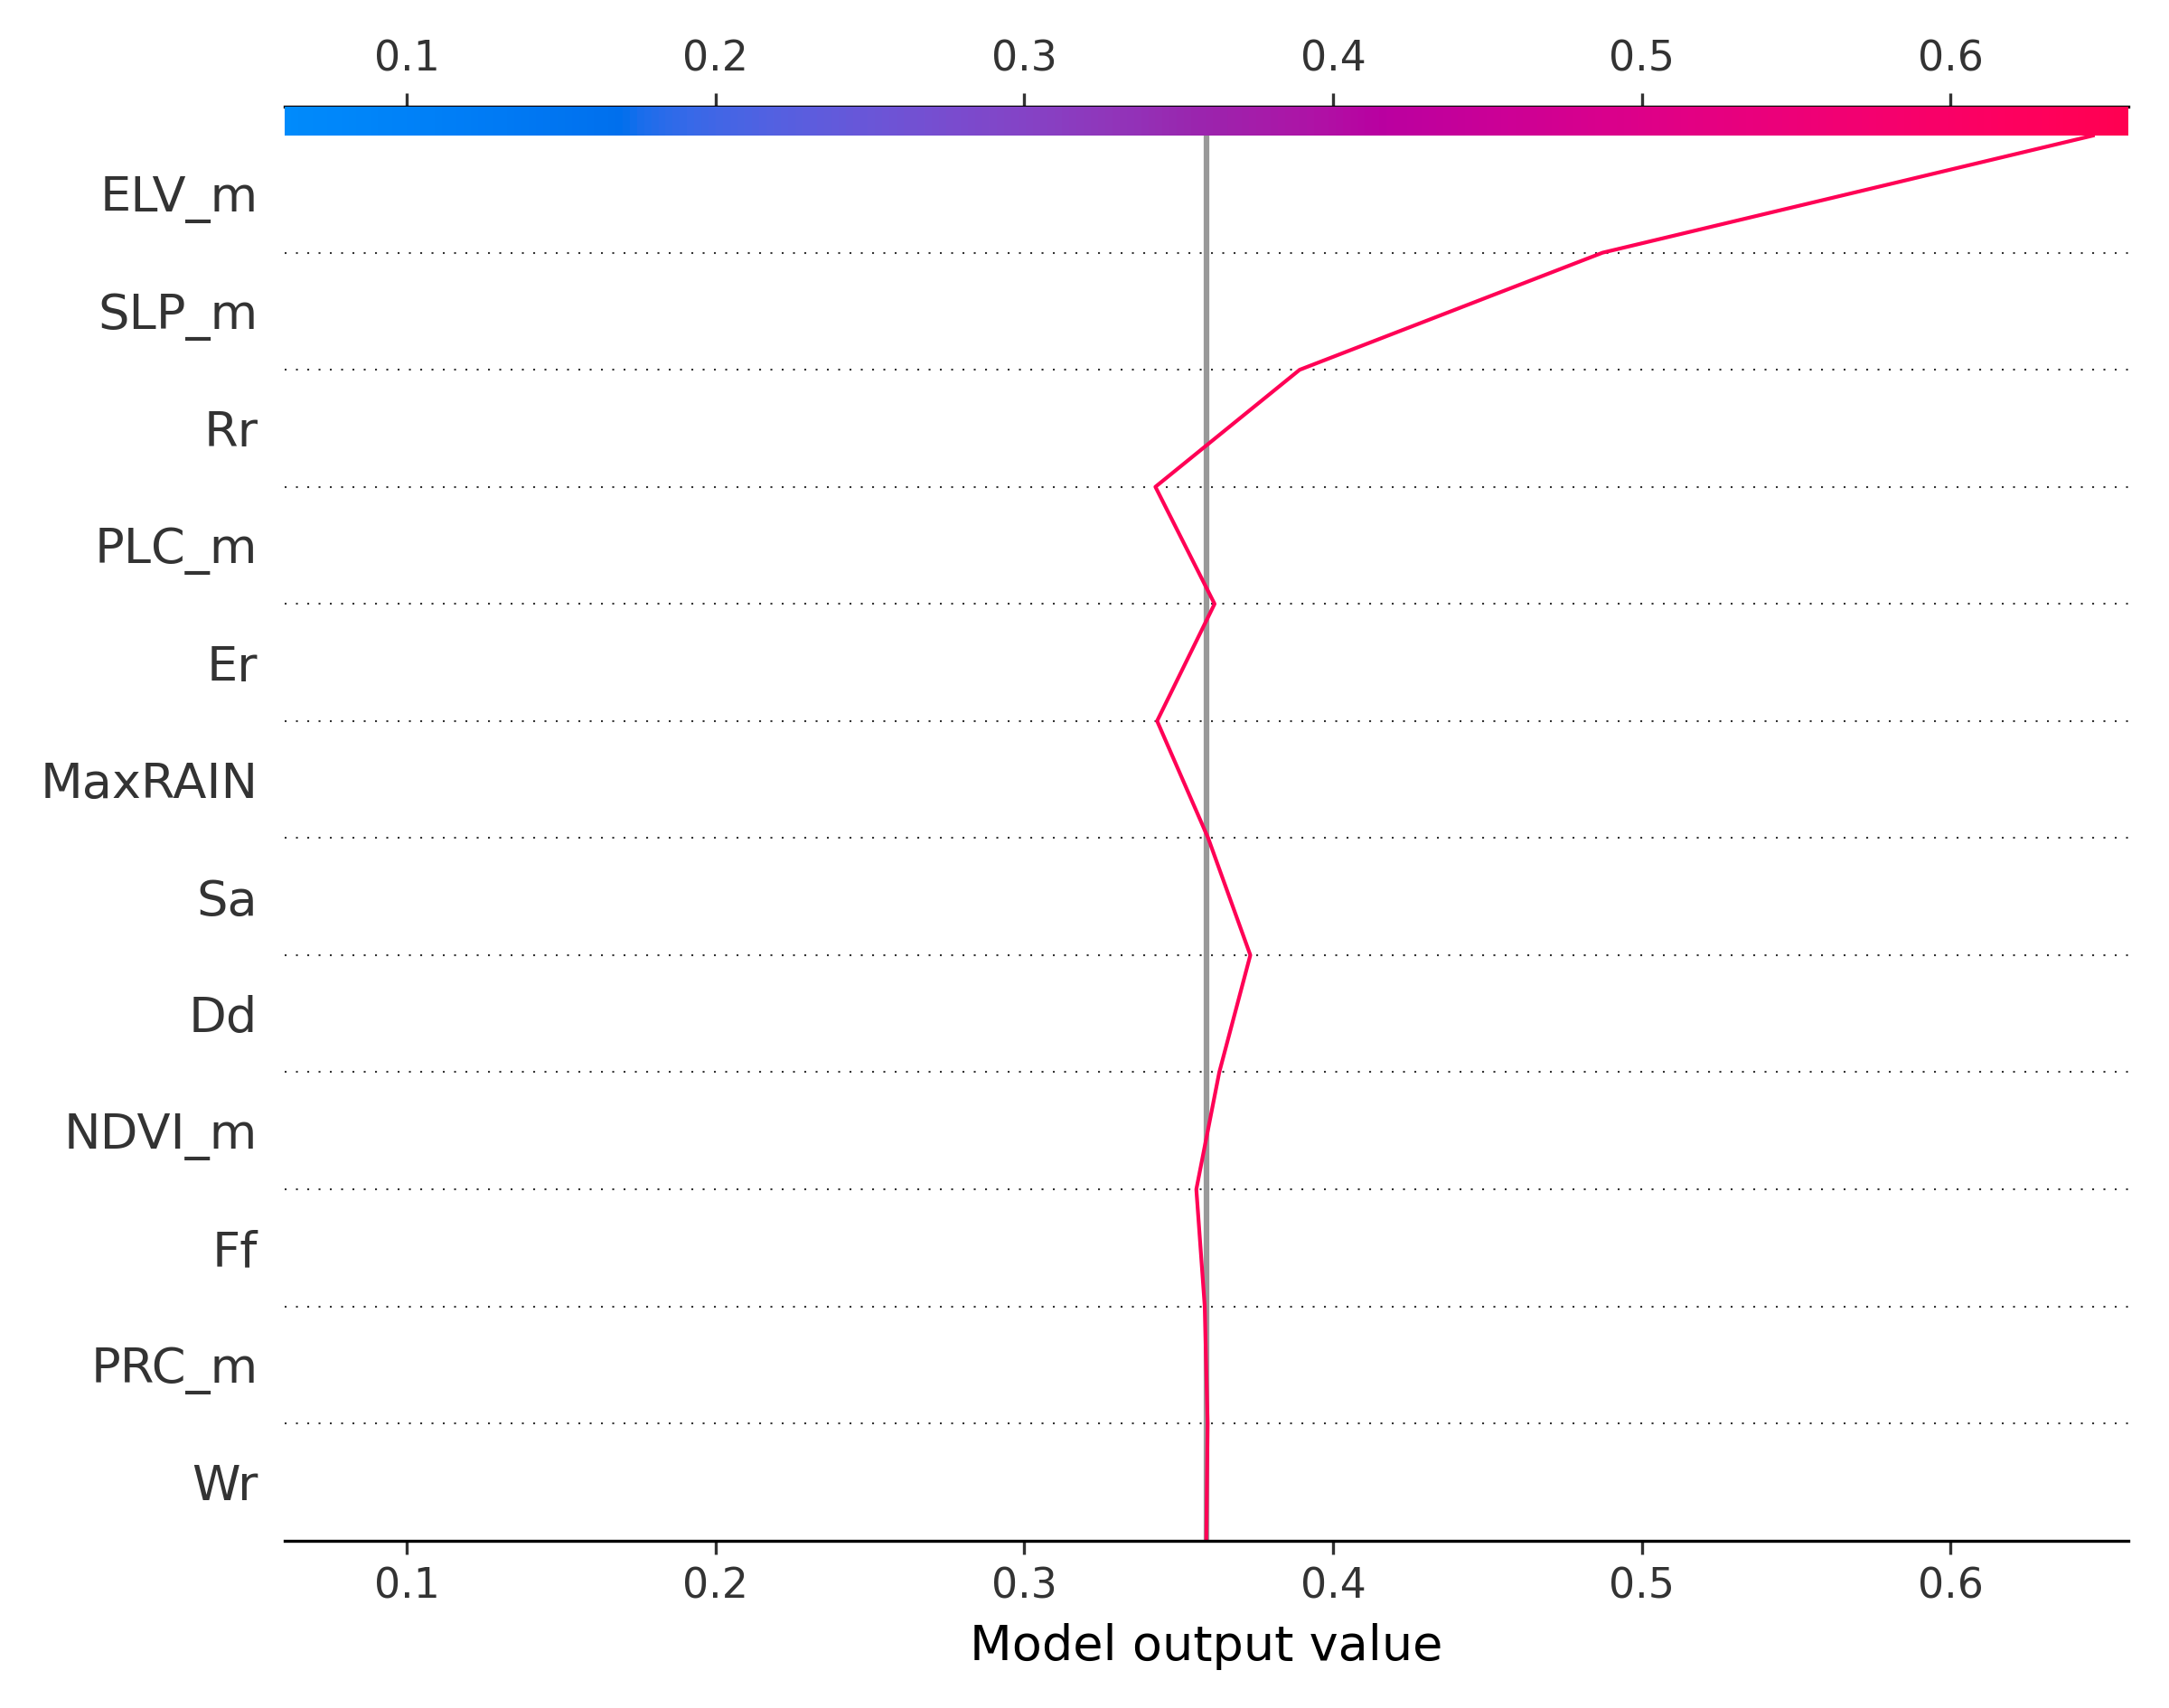 0.1 0.2 0.3 0.4 0.5 0.6
ELV_m
SLP_m
Rr
PLC_m
Er
MaxRAIN
Sa
Dd
NDVI_m
Ff
PRC_m
Wr
0.1 0.2 0.3 0.4 0.5 0.6
Model output value